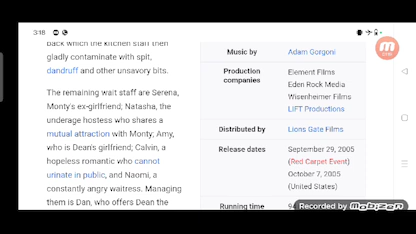 3:18
back which the kitchen staff then
gladly contaminate with spit,
dandruff and other unsavory bits.
The remaining wait staff are Serena,
Monty's ex-girlfriend; Natasha, the
underage hostess who shares a
mutual attraction with Monty; Amy,
who is Dean's girlfriend; Calvin, a
hopeless romantic who cannot
urinate in public, and Naomi, a
constantly angry waitress. Managing
them is Dan, who offers Dean the
Music by Adam Gorgoni
Production companies
Element Films
Eden Rock Media
Wisenheimer Films
LIFT Productions
Distributed by Lions Gate Films
Release dates September 29, 2005
(Red Carpet Event)
October 7, 2005
(United States)
Running time
Recorded by Mobizen